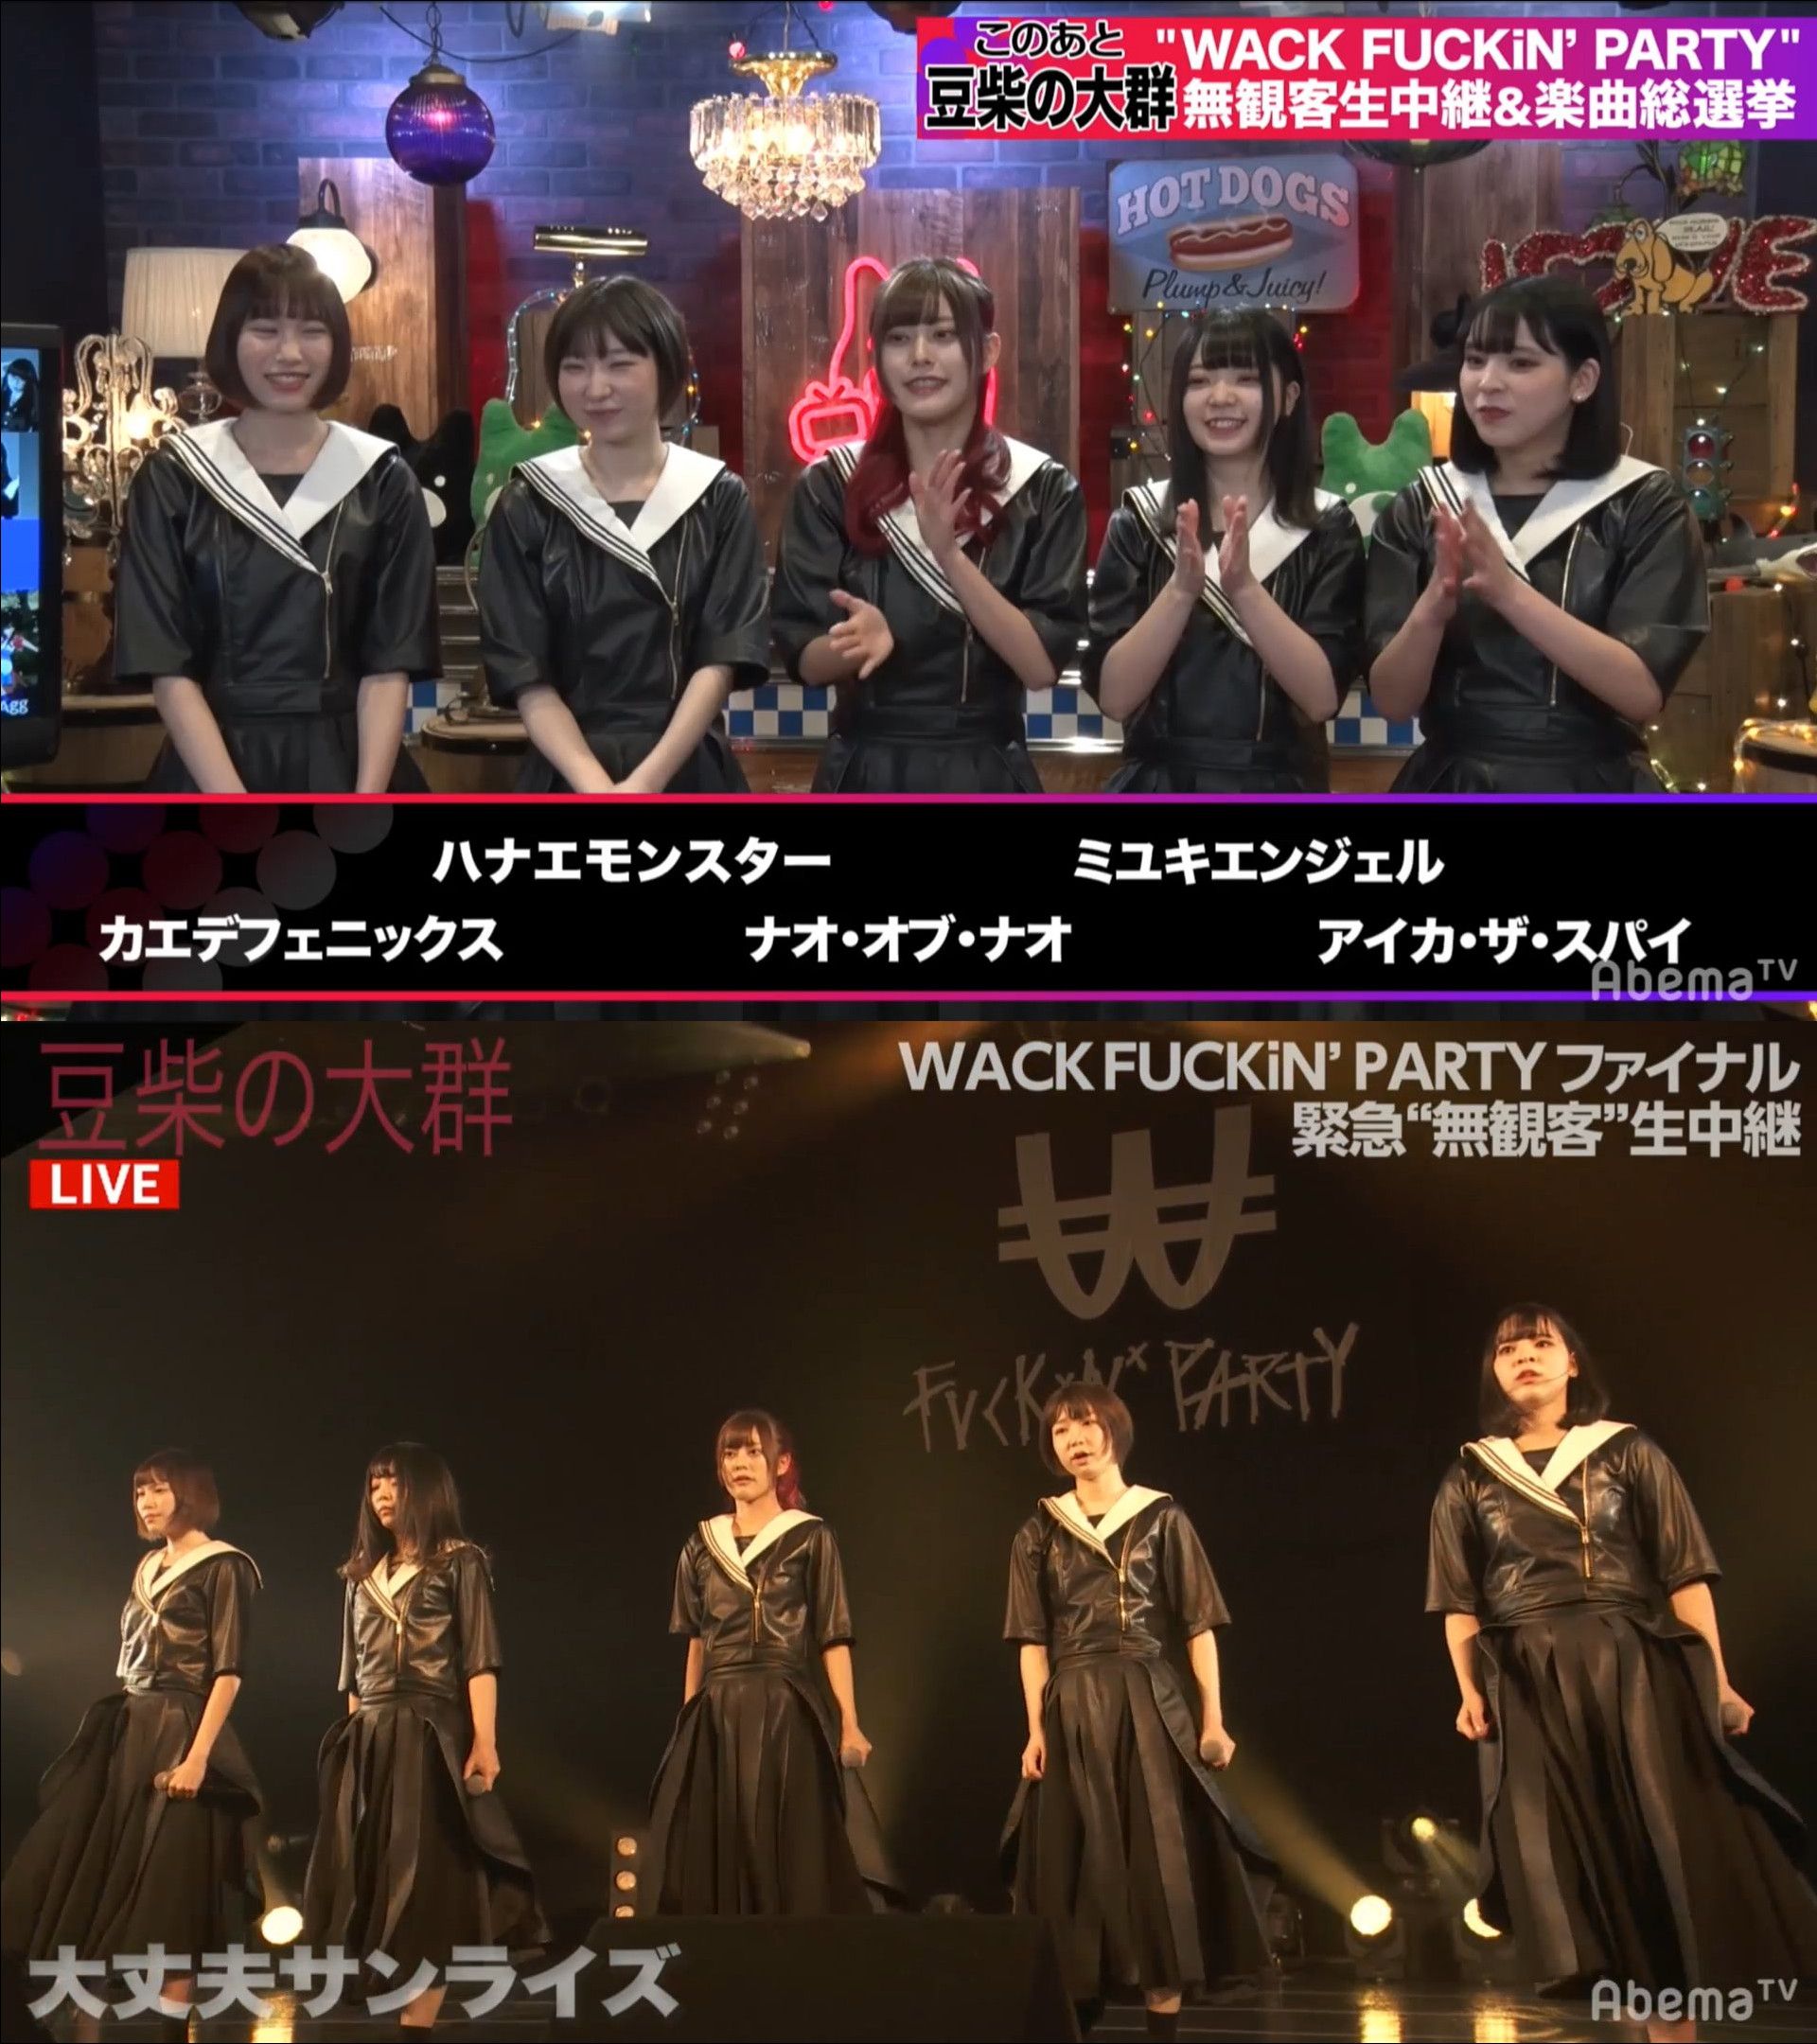 このあと
豆柴の大群
"WACK FUCKiN' PARTY"
無観客生中継&楽曲総選挙
HOT DOGS
Plump & Juicy!
Agg
ハナエモンスター
ミユキエンジェル
カエデフェニックス
ナオ・オブ・ナオ
アイカ・ザ・スパイ
AbemaTV
豆柴の大群
LIVE
WACK FUCKiN' PARTY ファイナル
緊急“無観客”生中継
FUCKiN' PARTY
大丈夫サンライズ
AbemaTV